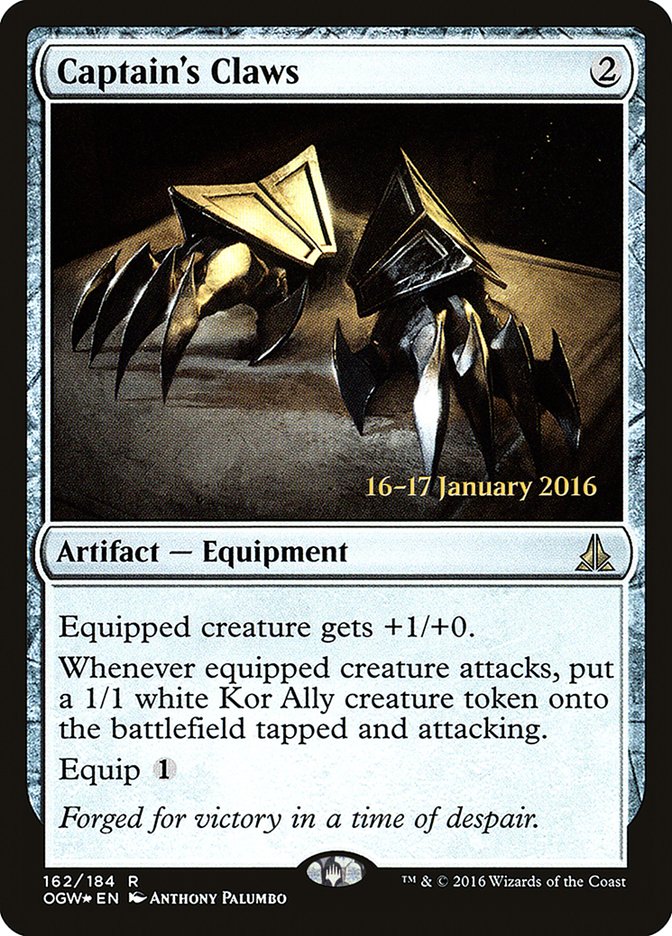 Captain's Claws 2
16–17 January 2016
Artifact — Equipment
Equipped creature gets +1/+0.
Whenever equipped creature attacks, put
a 1/1 white Kor Ally creature token onto
the battlefield tapped and attacking.
Equip 1
Forged for victory in a time of despair.
162/184 R
OGW★EN Anthony Palumbo
™ & © 2016 Wizards of the Coast